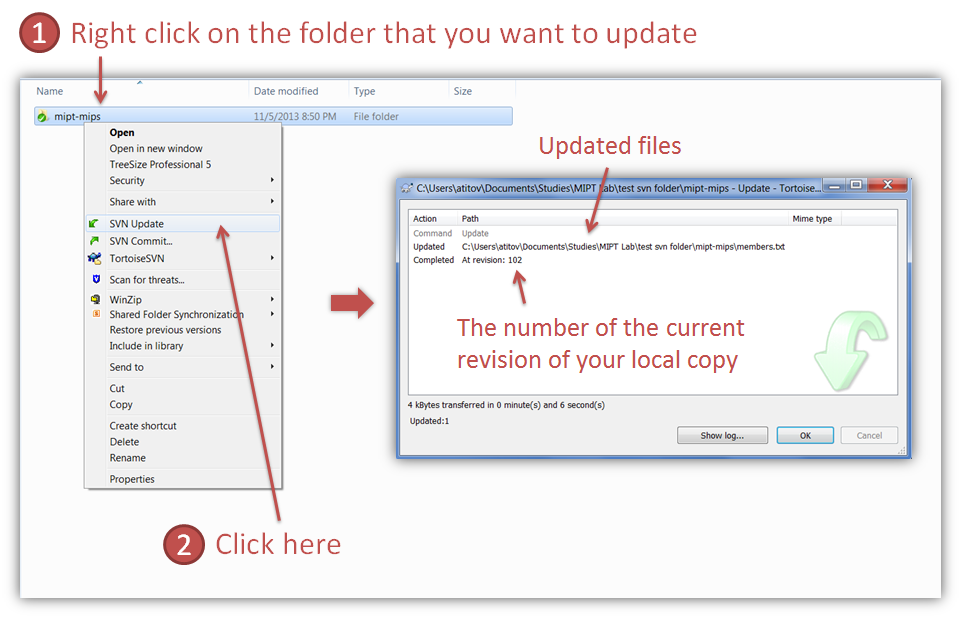 1 Right click on the folder that you want to update
Name Date modified Type Size
mipt-mips 11/5/2013 8:50 PM File folder
Open
Open in new window
TreeSize Professional 5
Security
Share with
SVN Update
SVN Commit...
TortoiseSVN
Scan for threats...
WinZip
Shared Folder Synchronization
Restore previous versions
Include in library
Send to
Cut
Copy
Create shortcut
Delete
Rename
Properties
2 Click here
Updated files
C:\Users\atitov\Documents\Studies\MIPT Lab\test svn folder\mipt-mips - Update - Tortoise...
Action Path Mime type
Command Update
Updated C:\Users\atitov\Documents\Studies\MIPT Lab\test svn folder\mipt-mips\members.txt
Completed At revision: 102
The number of the current
revision of your local copy
4 kBytes transferred in 0 minute(s) and 6 second(s)
Updated:1
Show log... OK Cancel